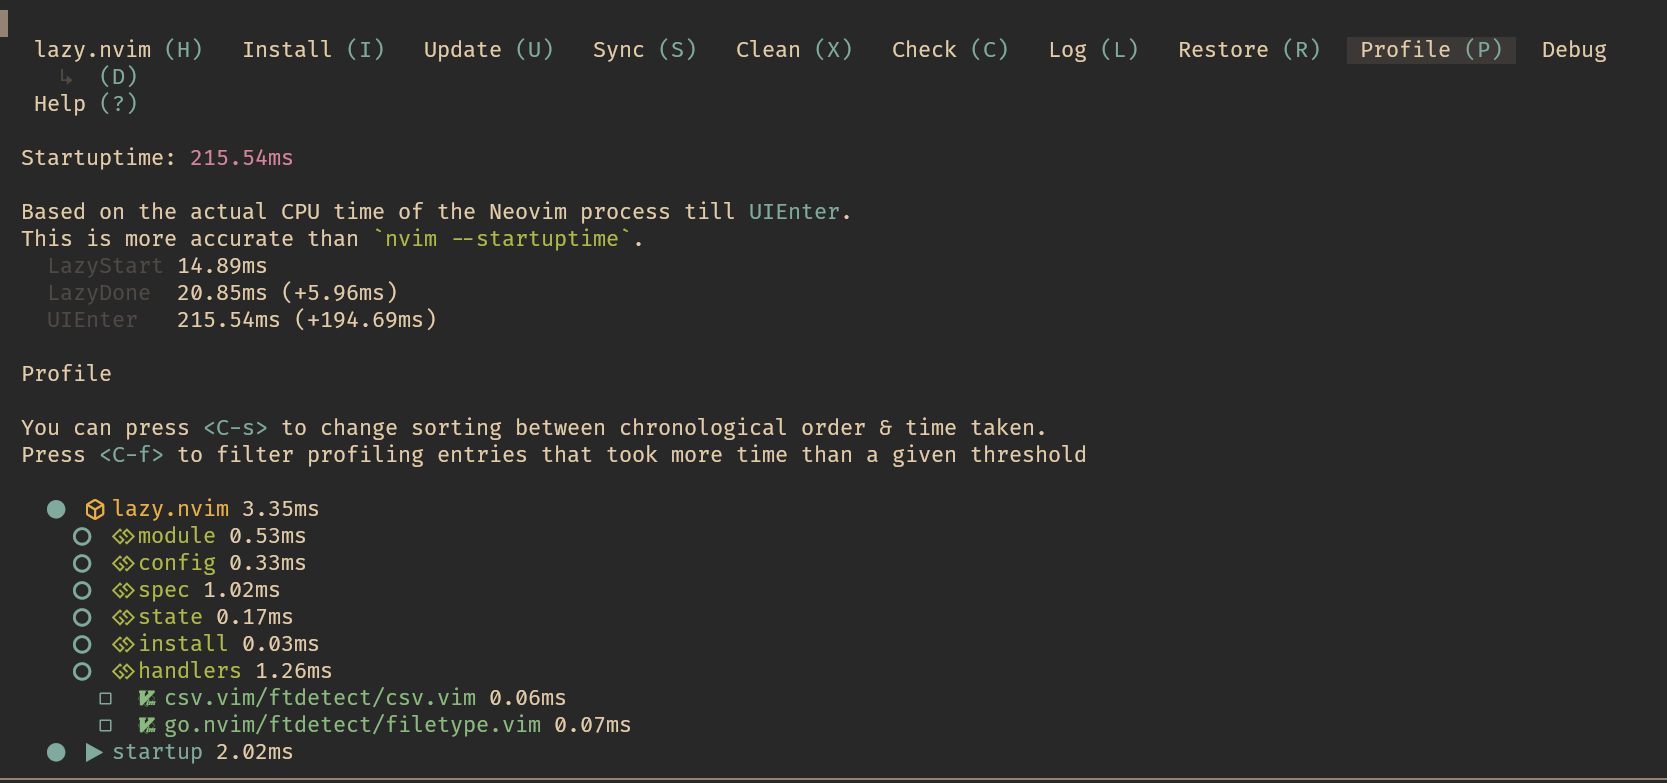 lazy.nvim (H)   Install (I)   Update (U)   Sync (S)   Clean (X)   Check (C)   Log (L)   Restore (R)   Profile (P)   Debug
↳  (D)
Help (?)
Startuptime: 215.54ms
Based on the actual CPU time of the Neovim process till UIEnter.
This is more accurate than `nvim --startuptime`.
LazyStart 14.89ms
LazyDone  20.85ms (+5.96ms)
UIEnter   215.54ms (+194.69ms)
Profile
You can press <C-s> to change sorting between chronological order & time taken.
Press <C-f> to filter profiling entries that took more time than a given threshold
lazy.nvim 3.35ms
module 0.53ms
config 0.33ms
spec 1.02ms
state 0.17ms
install 0.03ms
handlers 1.26ms
csv.vim/ftdetect/csv.vim 0.06ms
go.nvim/ftdetect/filetype.vim 0.07ms
startup 2.02ms